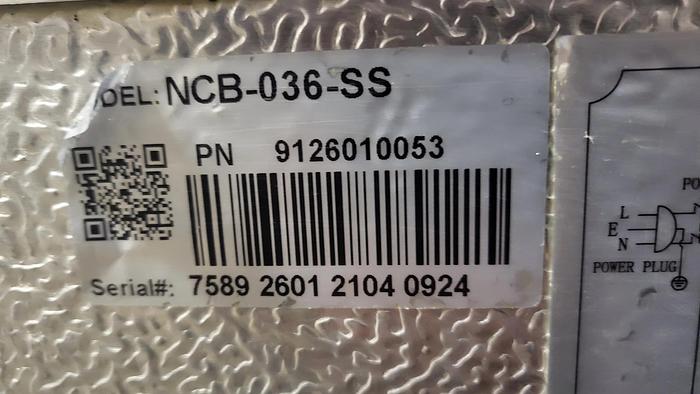 DEL: NCB-036-SS
PN 9126010053
Serial#: 7589 2601 2104 0924
L
E
N
POWER PLUG